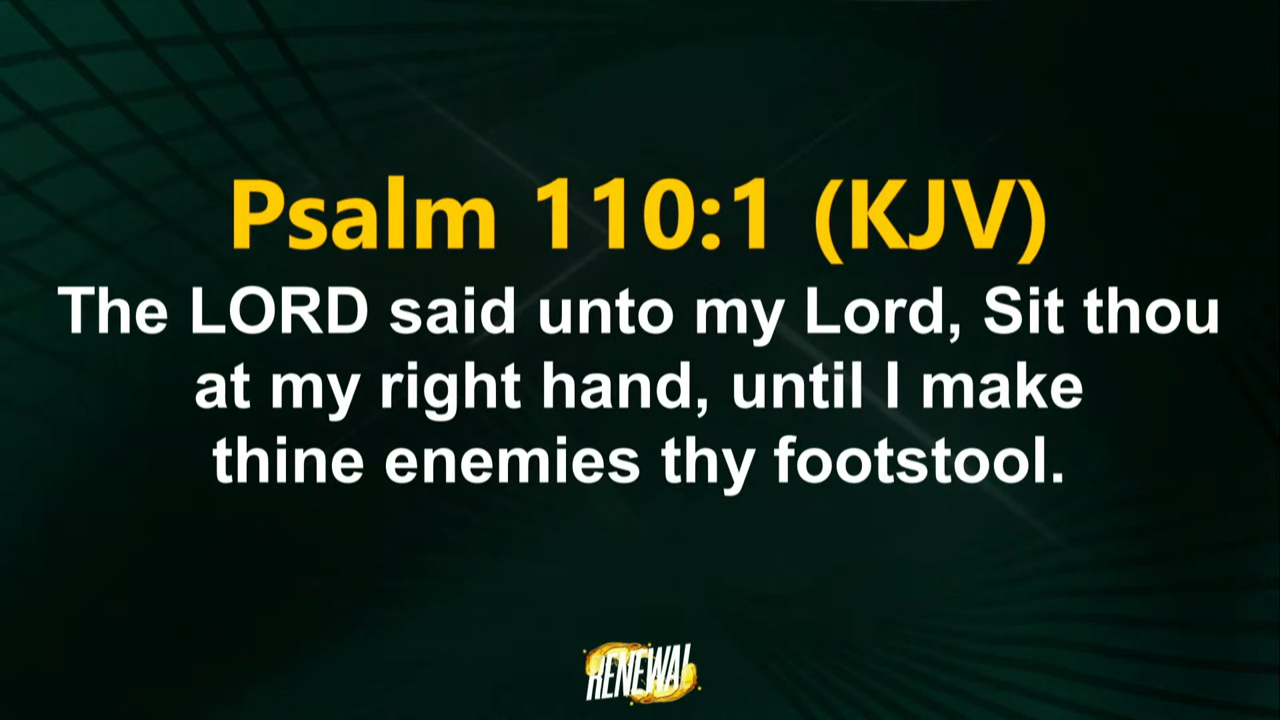 Psalm 110:1 (KJV)
The LORD said unto my Lord, Sit thou
at my right hand, until I make
thine enemies thy footstool.
RENEWAL